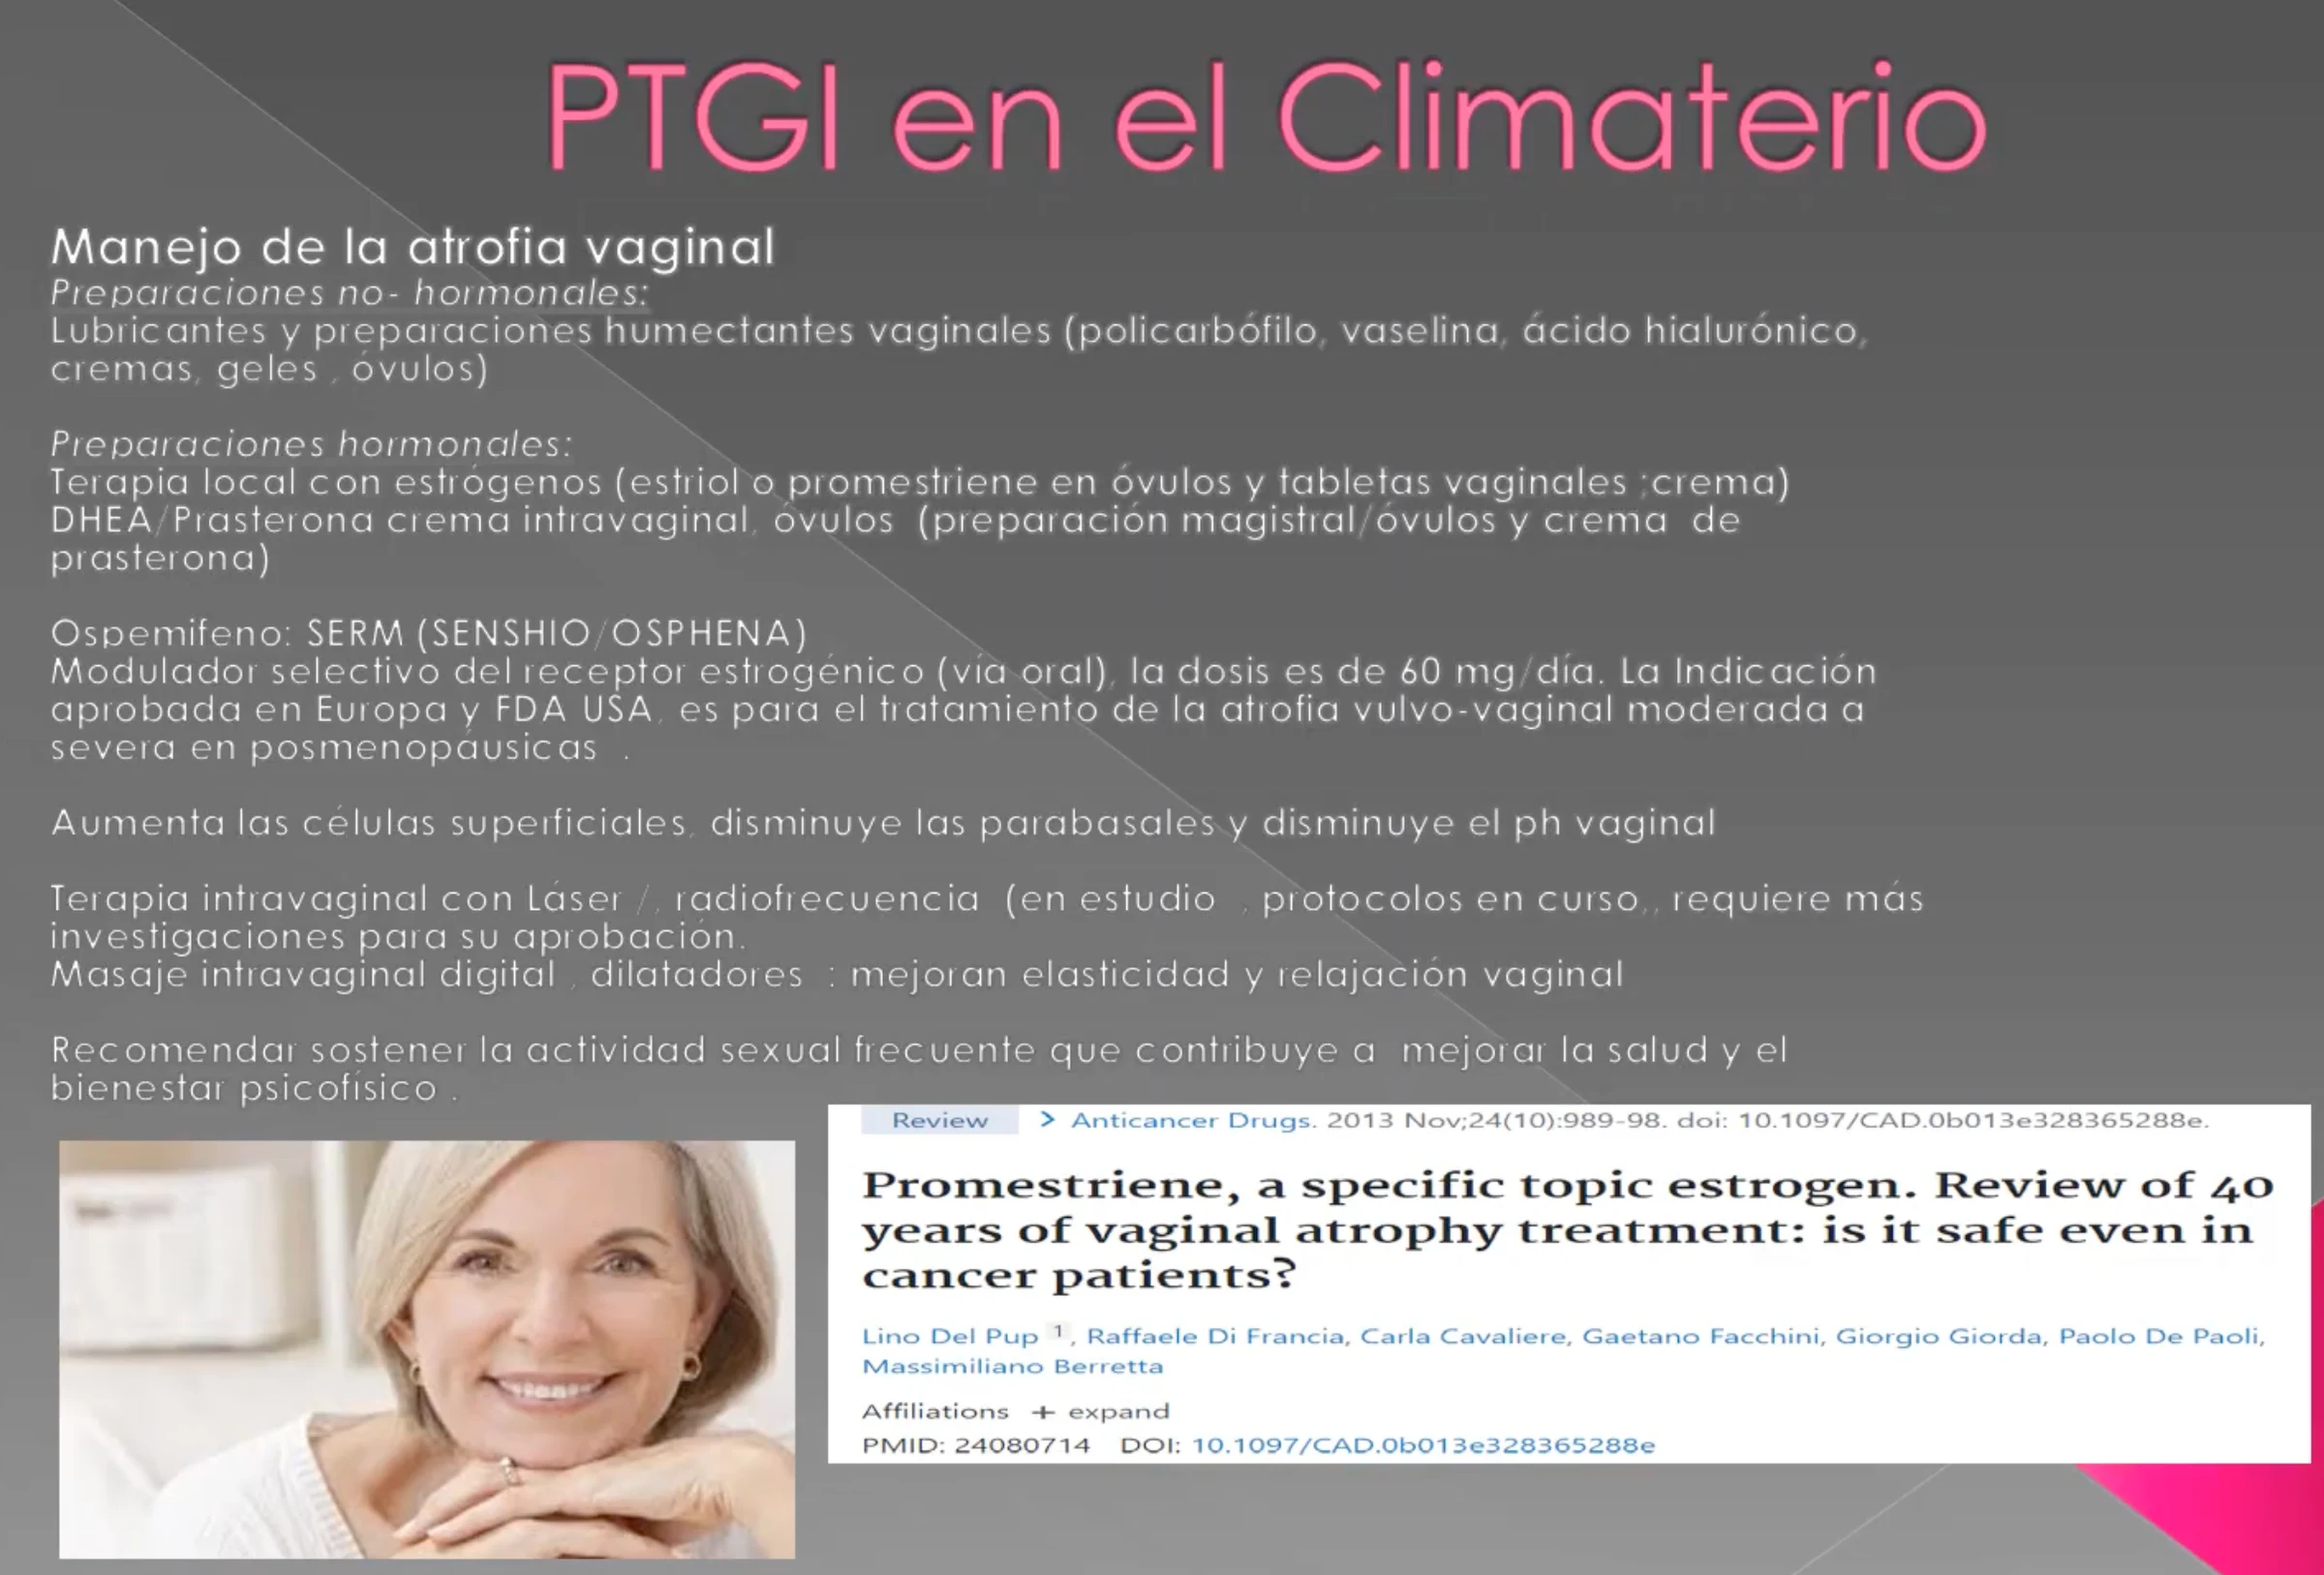 PTGI en el Climaterio
Manejo de la atrofia vaginal
Preparaciones no- hormonales:
Lubricantes y preparaciones humectantes vaginales (policarbófilo, vaselina, ácido hialurónico,
cremas, geles , óvulos)
Preparaciones hormonales:
Terapia local con estrógenos (estriol o promestriene en óvulos y tabletas vaginales ;crema)
DHEA/Prasterona crema intravaginal, óvulos (preparación magistral/óvulos y crema de
prasterona)
Ospemifeno: SERM (SENSHIO/OSPHENA)
Modulador selectivo del receptor estrogénico (vía oral), la dosis es de 60 mg/día. La Indicación
aprobada en Europa y FDA USA, es para el tratamiento de la atrofia vulvo-vaginal moderada a
severa en posmenopáusicas .
Aumenta las células superficiales, disminuye las parabasales y disminuye el ph vaginal
Terapia intravaginal con Láser /, radiofrecuencia (en estudio , protocolos en curso,, requiere más
investigaciones para su aprobación.
Masaje intravaginal digital , dilatadores : mejoran elasticidad y relajación vaginal
Recomendar sostener la actividad sexual frecuente que contribuye a mejorar la salud y el
bienestar psicofísico .
Review > Anticancer Drugs. 2013 Nov;24(10):989-98. doi: 10.1097/CAD.0b013e328365288e.
Promestriene, a specific topic estrogen. Review of 40
years of vaginal atrophy treatment: is it safe even in
cancer patients?
Lino Del Pup 1, Raffaele Di Francia, Carla Cavaliere, Gaetano Facchini, Giorgio Giorda, Paolo De Paoli,
Massimiliano Berretta
Affiliations + expand
PMID: 24080714 DOI: 10.1097/CAD.0b013e328365288e